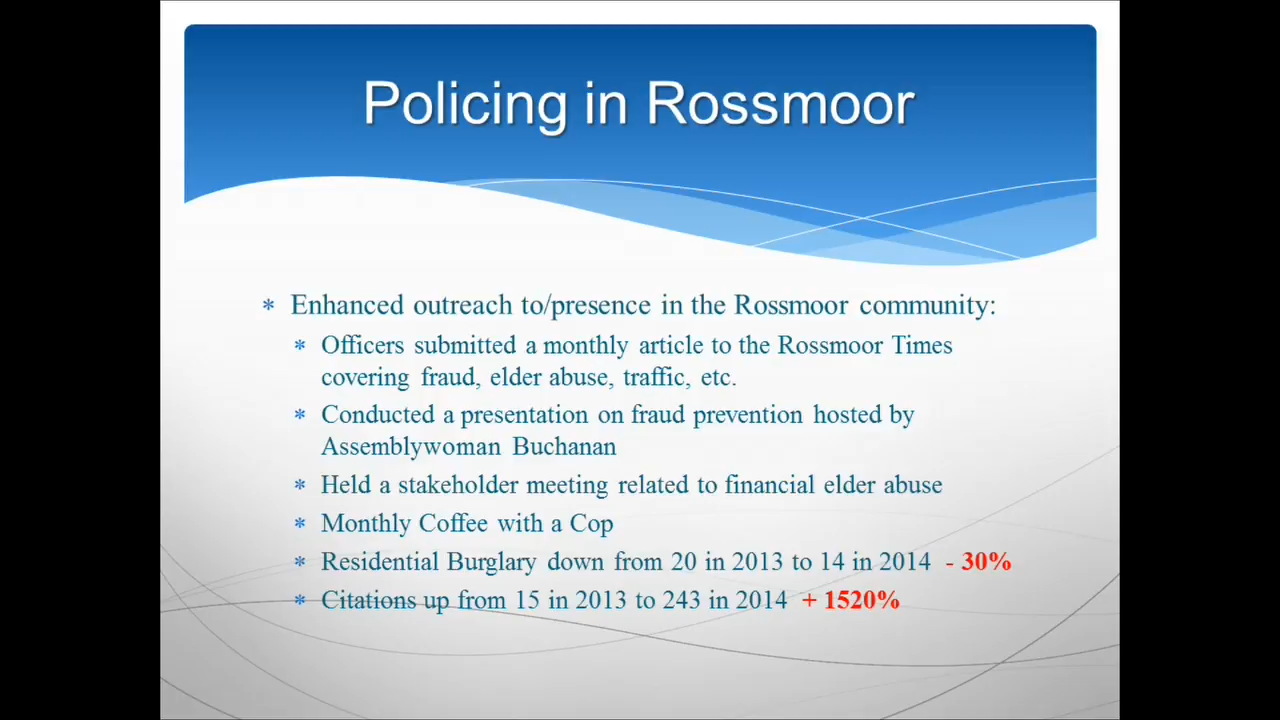 Policing in Rossmoor
* Enhanced outreach to/presence in the Rossmoor community:
* Officers submitted a monthly article to the Rossmoor Times
covering fraud, elder abuse, traffic, etc.
* Conducted a presentation on fraud prevention hosted by
Assemblywoman Buchanan
* Held a stakeholder meeting related to financial elder abuse
* Monthly Coffee with a Cop
* Residential Burglary down from 20 in 2013 to 14 in 2014 - 30%
* Citations up from 15 in 2013 to 243 in 2014 + 1520%